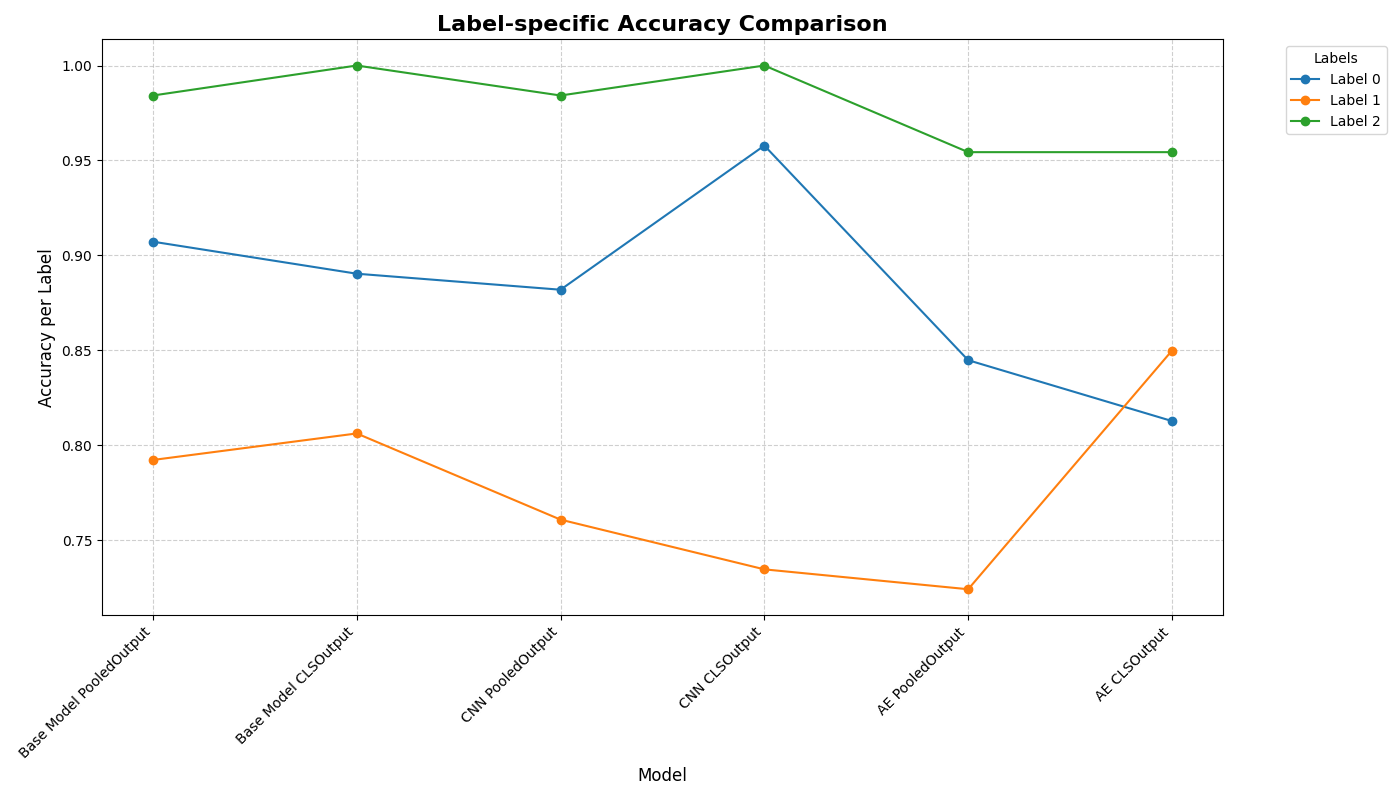 Label-specific Accuracy Comparison
Labels
Label 0
Label 1
Label 2
Accuracy per Label
1.00
0.95
0.90
0.85
0.80
0.75
Base Model PooledOutput
Base Model CLSOutput
CNN PooledOutput
CNN CLSOutput
AE PooledOutput
AE CLSOutput
Model